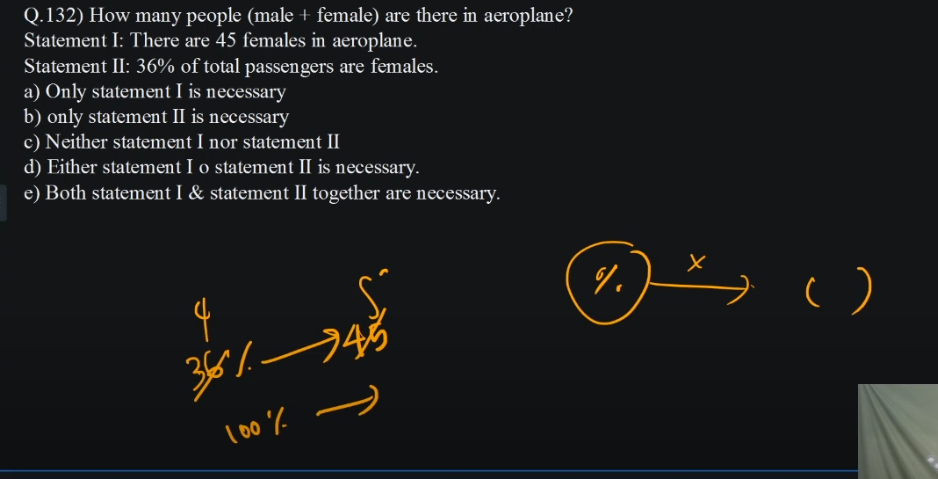 Q.132) How many people (male + female) are there in aeroplane?
Statement I: There are 45 females in aeroplane.
Statement II: 36% of total passengers are females.
a) Only statement I is necessary
b) only statement II is necessary
c) Neither statement I nor statement II
d) Either statement I o statement II is necessary.
e) Both statement I & statement II together are necessary.
% x ( )
4 5
36% 45
100%